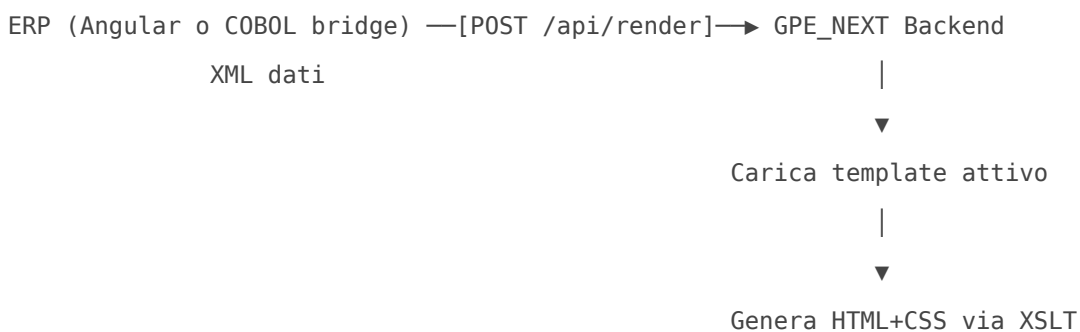 ERP (Angular o COBOL bridge) ──[POST /api/render]──▶ GPE_NEXT Backend
XML dati │
▼
Carica template attivo
│
▼
Genera HTML+CSS via XSLT